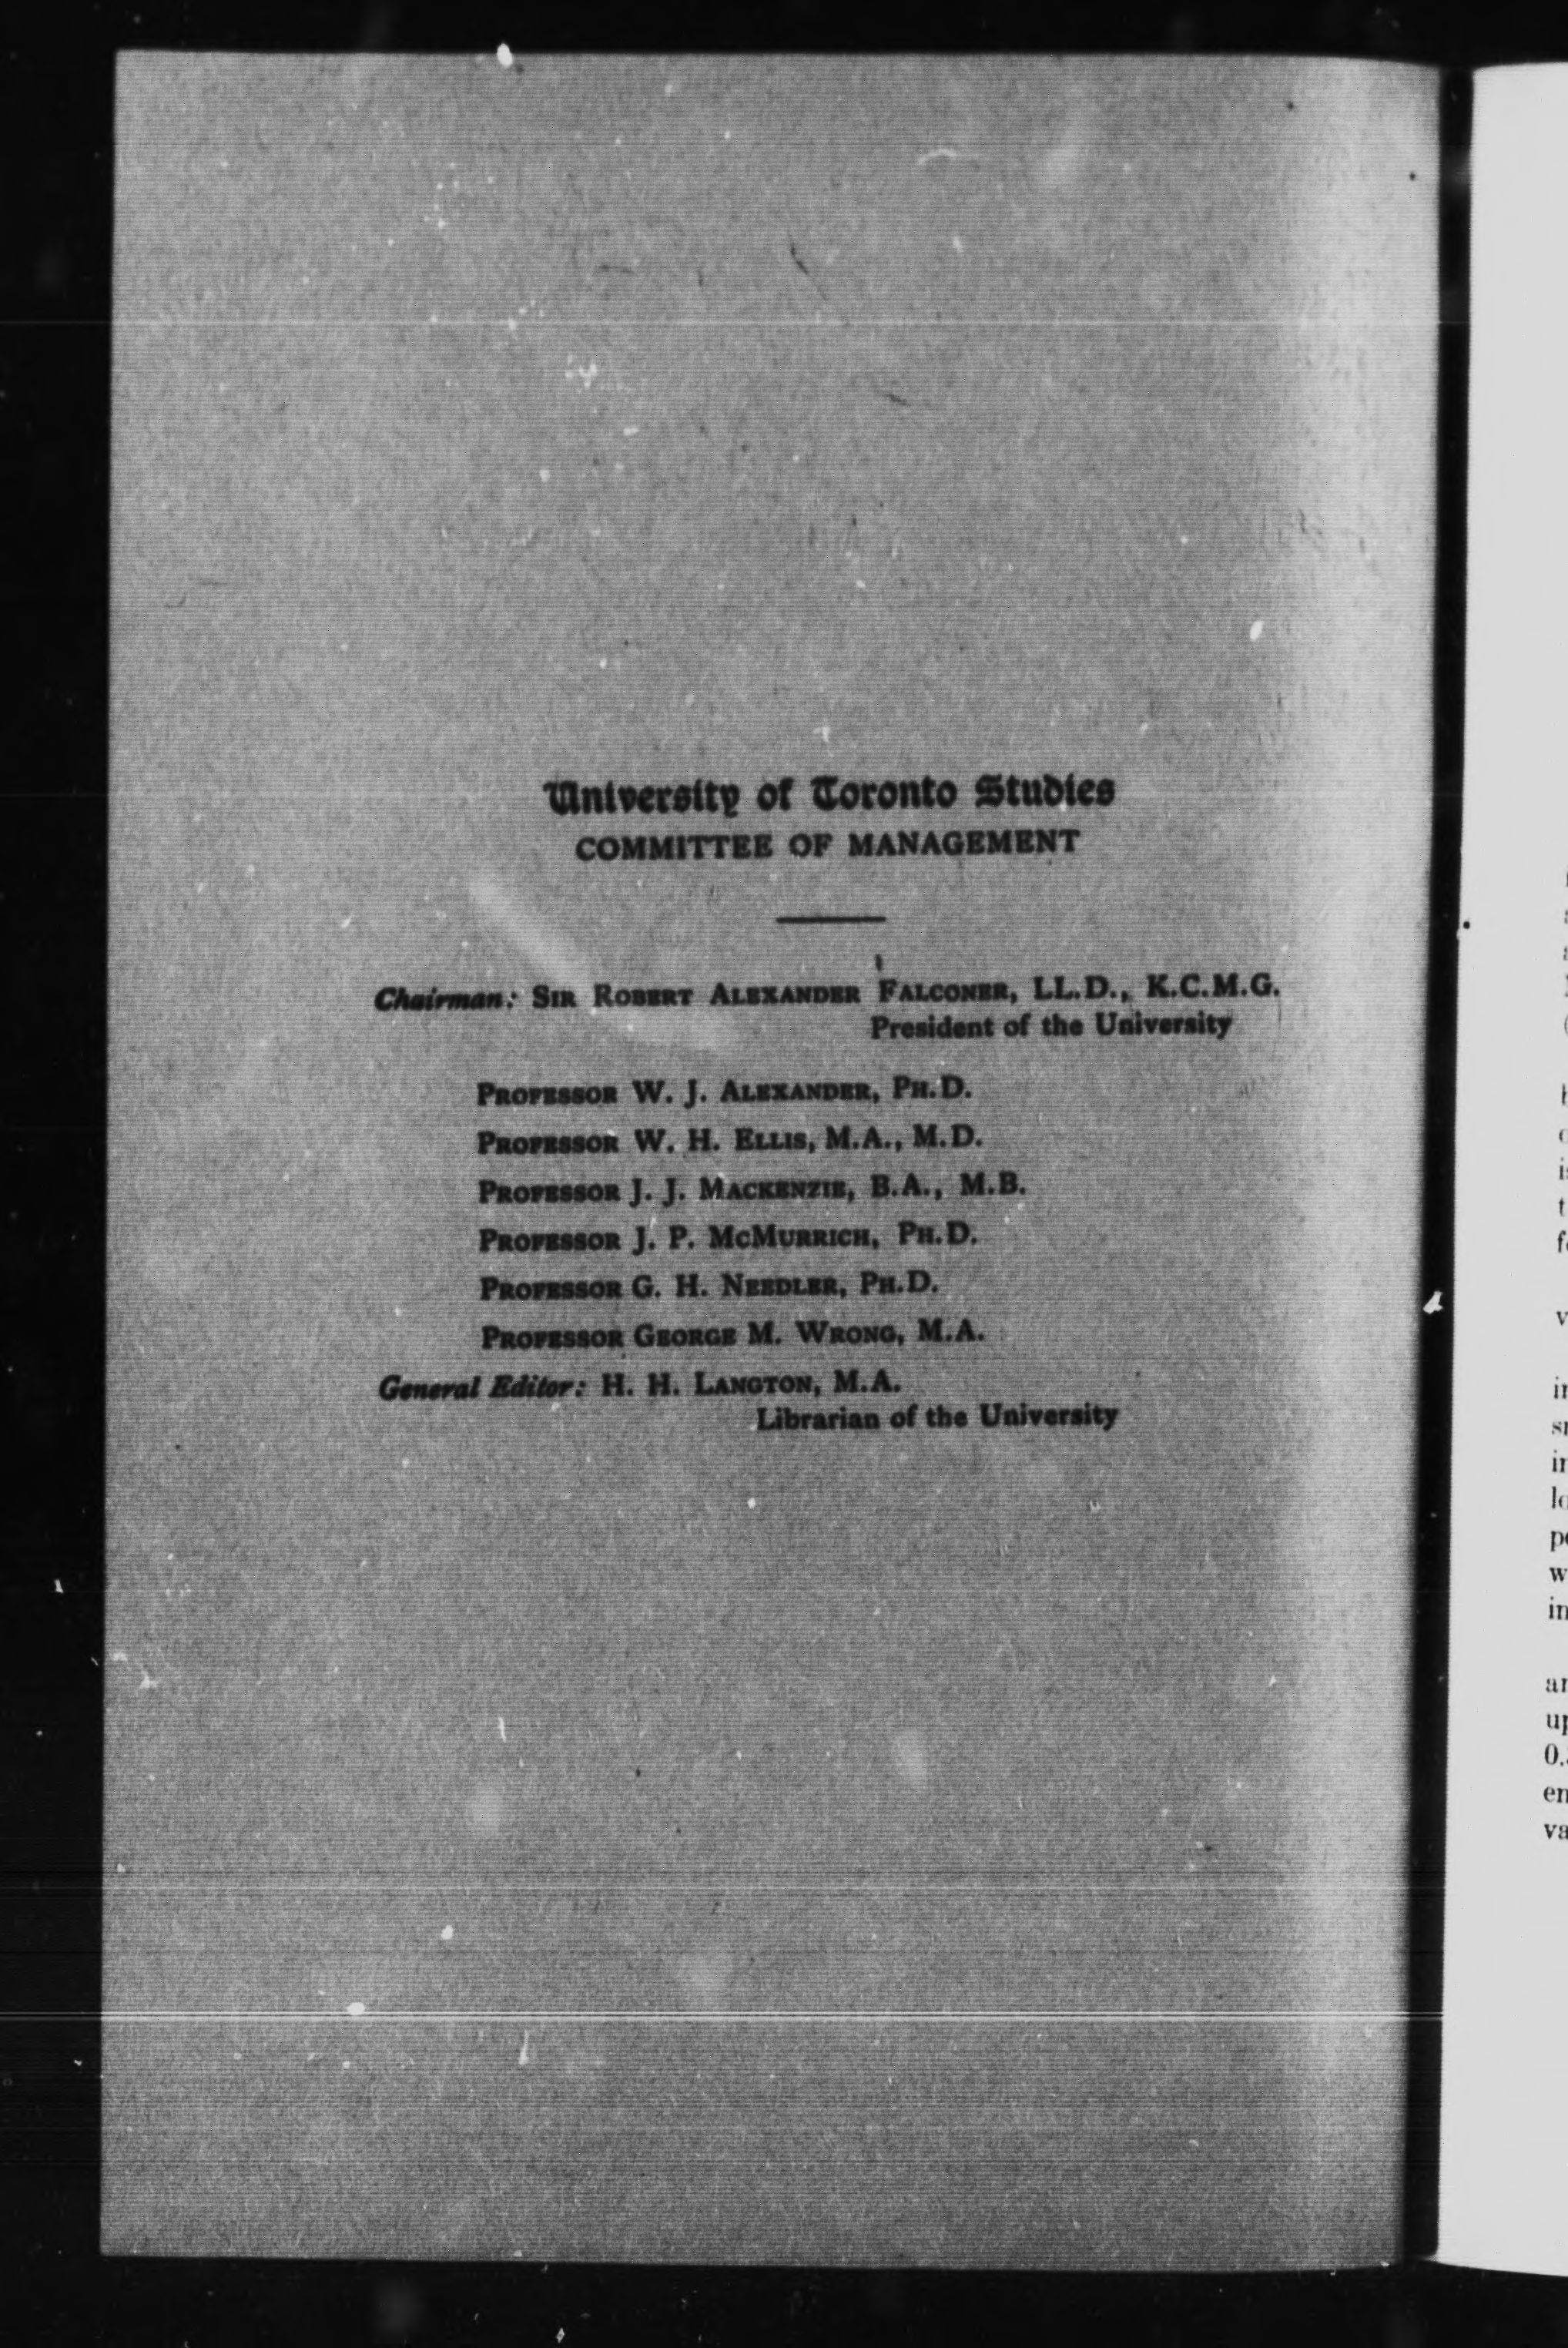 University of Toronto Studies
COMMITTEE OF MANAGEMENT
Chairman: SIR ROBERT ALEXANDER FALCONER, LL.D., K.C.M.G.
President of the University
PROFESSOR W. J. ALEXANDER, PH.D.
PROFESSOR W. H. ELLIS, M.A., M.D.
PROFESSOR J. J. MACKENZIE, B.A., M.B.
PROFESSOR J. P. MCMURRICH, PH.D.
PROFESSOR G. H. NEEDLER, PH.D.
PROFESSOR GEORGE M. WRONG, M.A.
General Editor: H. H. LANGTON, M.A.
Librarian of the University